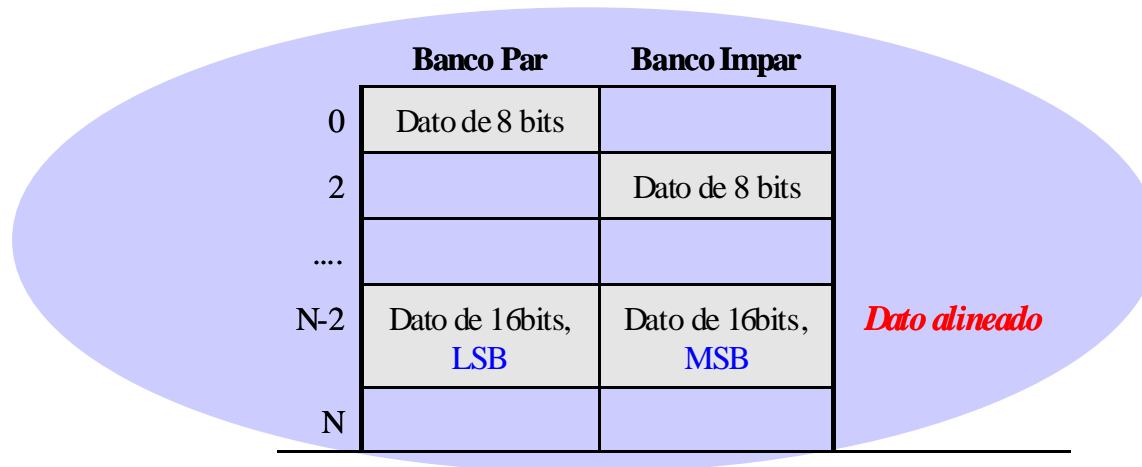 Banco Par Banco Impar
0 Dato de 8 bits
2 Dato de 8 bits
....
N-2 Dato de 16bits, Dato de 16bits, Dato alineado
LSB MSB
N